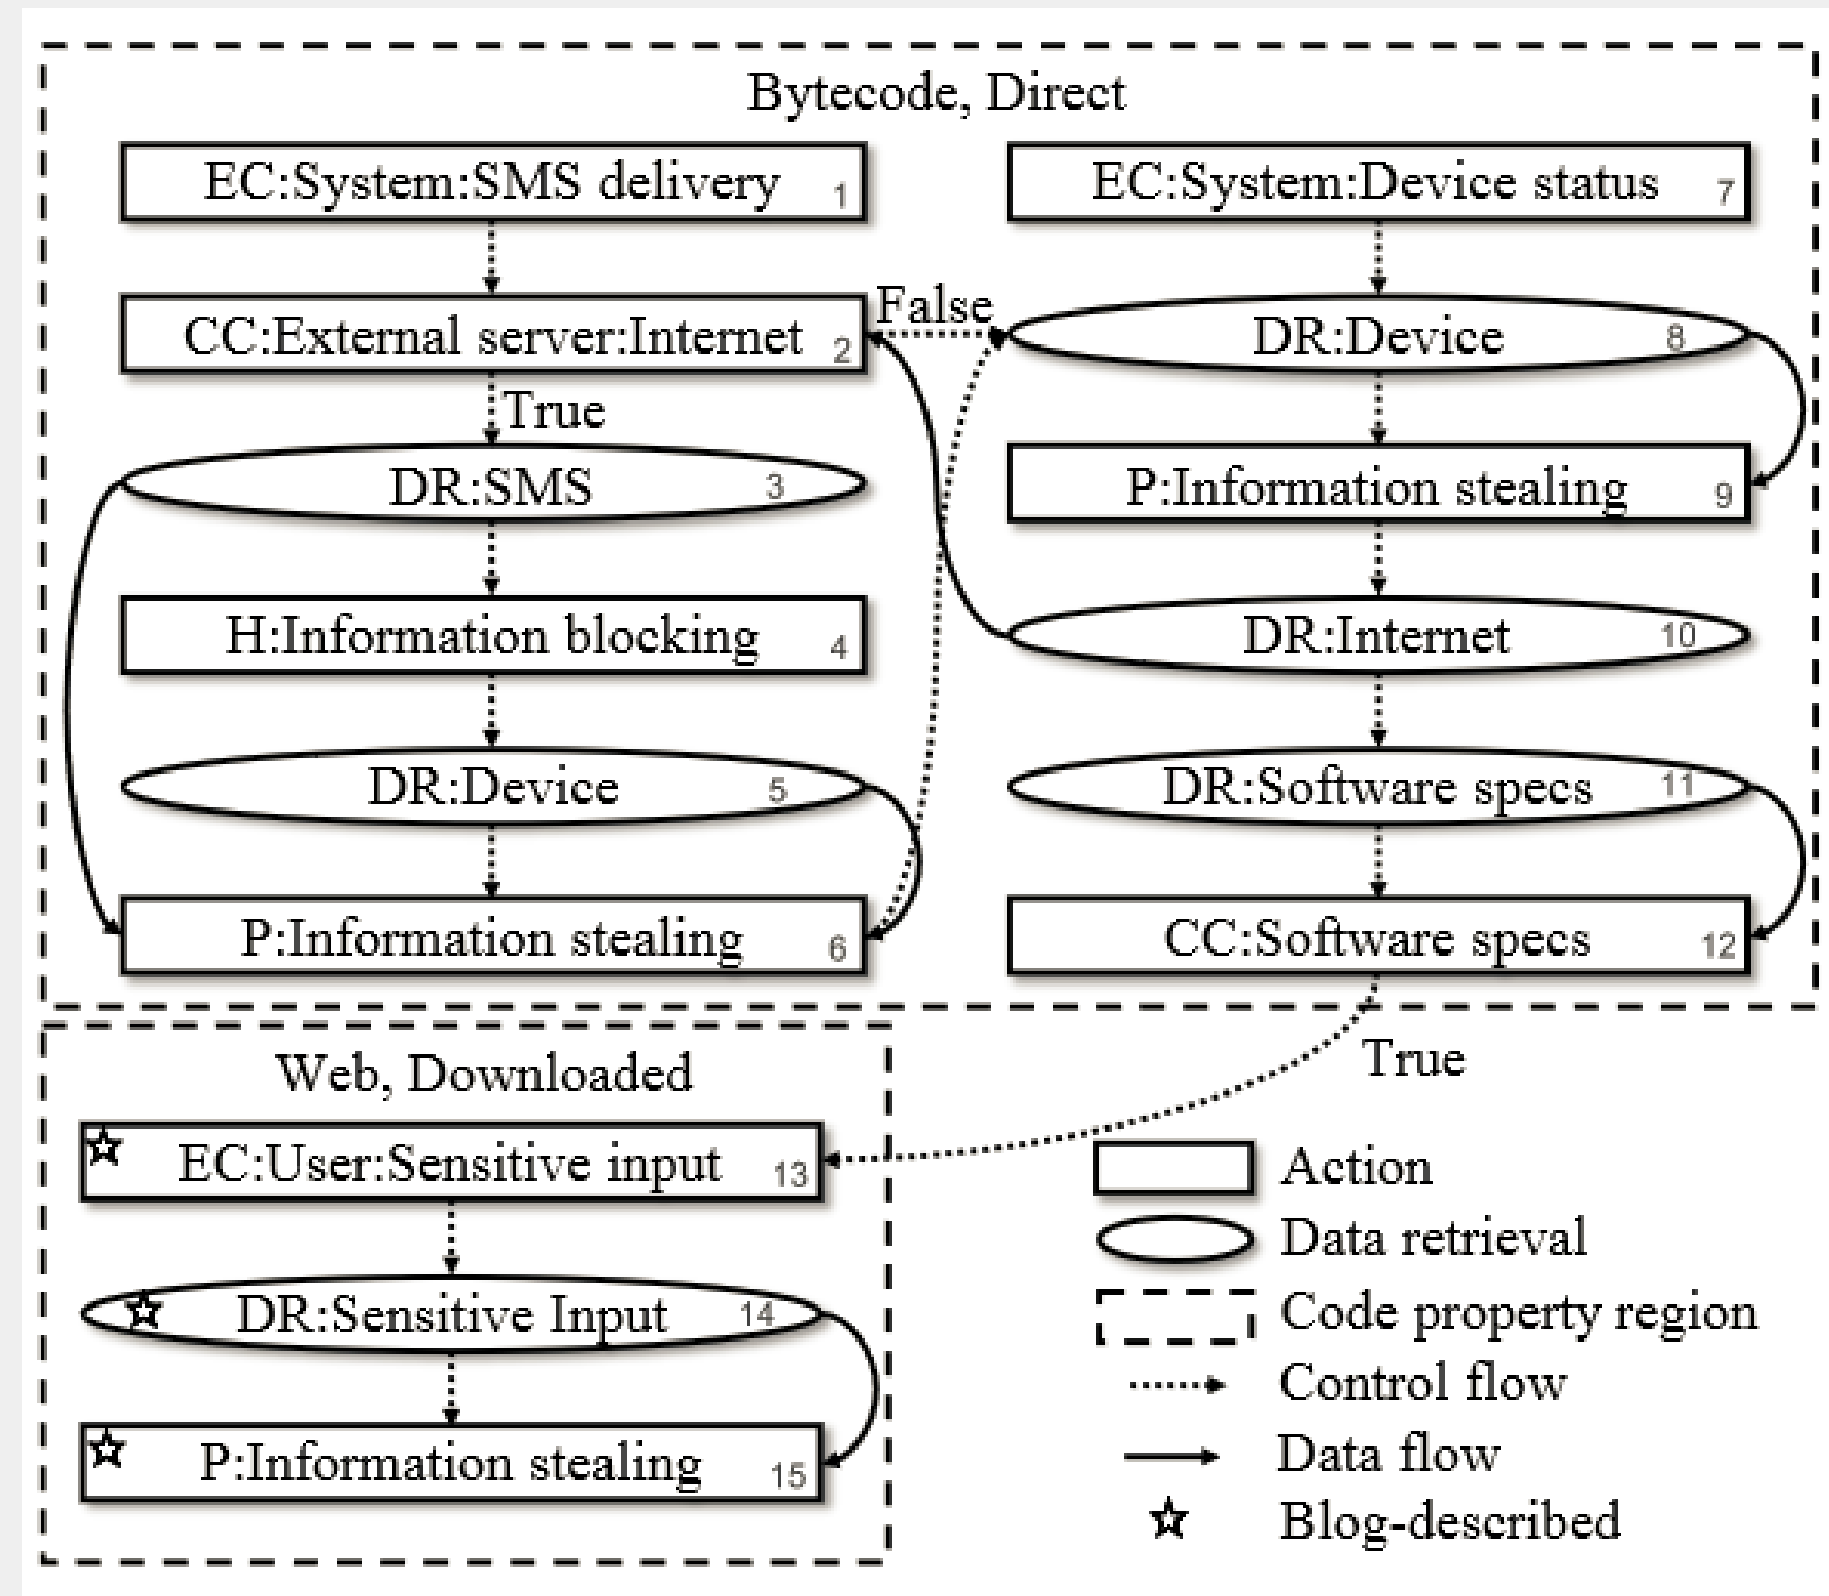 Bytecode, Direct
EC:System:SMS delivery 1
CC:External server:Internet 2
True
DR:SMS 3
H:Information blocking 4
DR:Device 5
P:Information stealing 6
False
EC:System:Device status 7
DR:Device 8
P:Information stealing 9
DR:Internet 10
DR:Software specs 11
CC:Software specs 12
True
Web, Downloaded
EC:User:Sensitive input 13
DR:Sensitive Input 14
P:Information stealing 15
Action
Data retrieval
Code property region
Control flow
Data flow
Blog-described